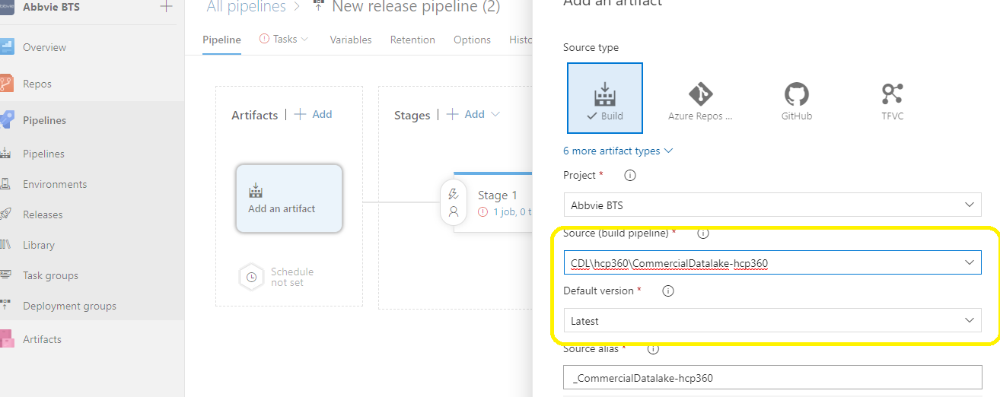 Abbvie BTS
All pipelines > New release pipeline (2)
Add an artifact
Pipeline Tasks Variables Retention Options Histo
Overview
Repos
Pipelines
Pipelines
Environments
Releases
Library
Task groups
Deployment groups
Artifacts
Artifacts | + Add
Stages | + Add
Add an artifact
Schedule
not set
Stage 1
1 job, 0 t
Source type
Build
Azure Repos ...
GitHub
TFVC
6 more artifact types
Project *
Abbvie BTS
Source (build pipeline) *
CDL\hcp360\CommercialDatalake-hcp360
Default version *
Latest
Source alias *
_CommercialDatalake-hcp360